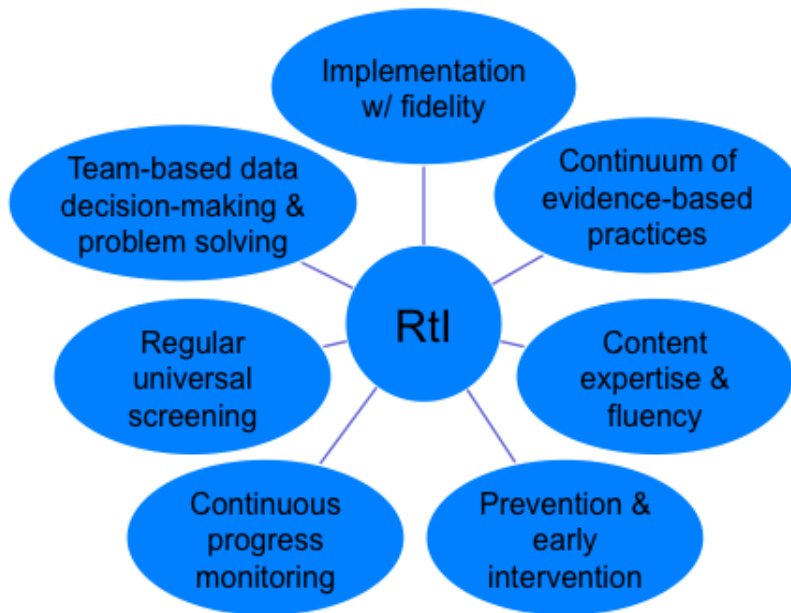 Implementation
w/ fidelity
Team-based data
decision-making &
problem solving
Continuum of
evidence-based
practices
RtI
Regular
universal
screening
Content
expertise &
fluency
Continuous
progress
monitoring
Prevention &
early
intervention